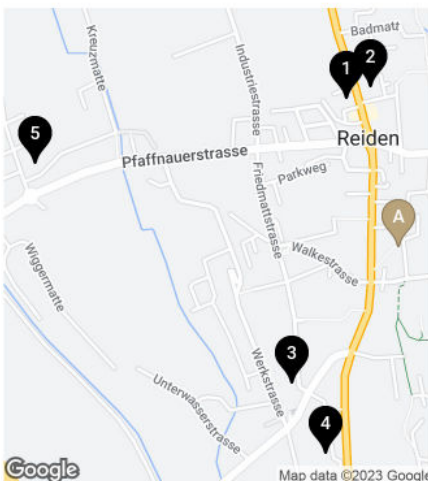 Badmatt
Kreuzmatte
Industriestrasse
1
2
5
Reiden
Pfaffnauerstrasse
Parkweg
Friedmattstrasse
A
Walkestrasse
Wiggermatte
3
Werkstrasse
Unterwasserstrasse
4
Google
Map data ©2023 Google